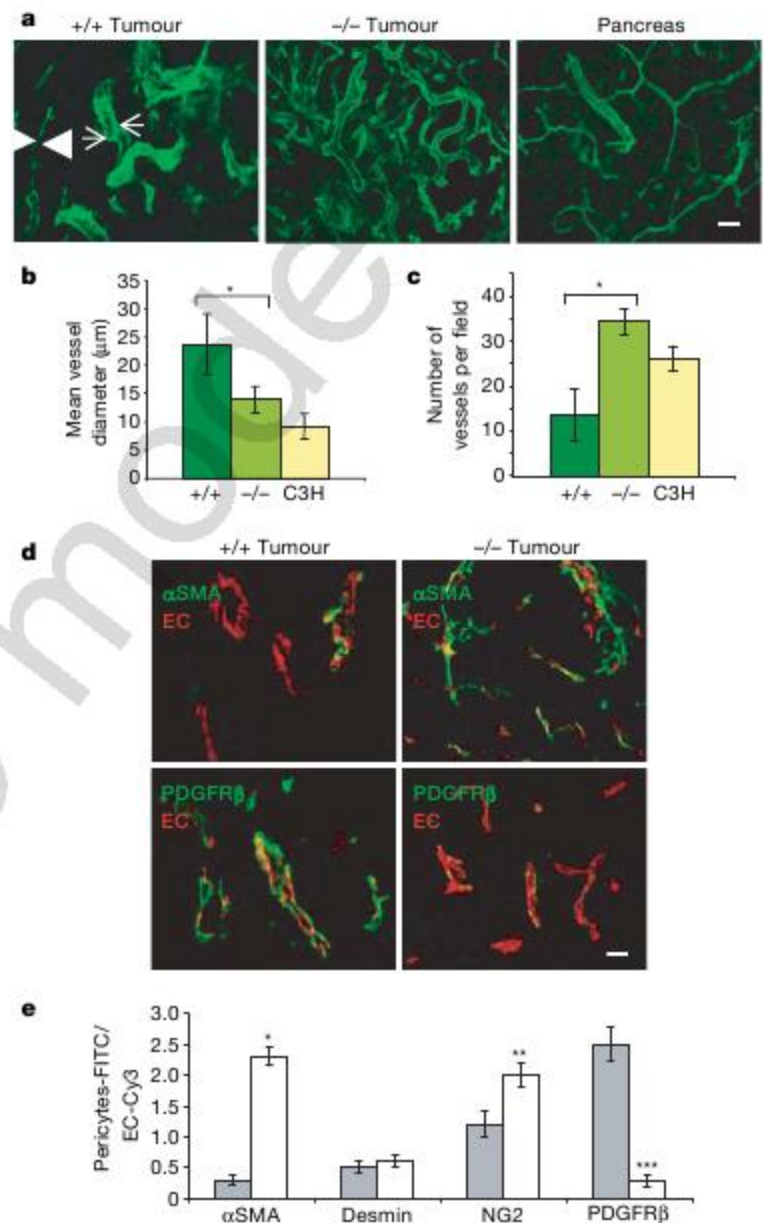 a
+/+ Tumour
–/– Tumour
Pancreas
b
Mean vessel
diameter (μm)
35
30
25
20
15
10
5
0
*
+/+ –/– C3H
c
Number of
vessels per field
40
30
20
10
0
*
+/+ –/– C3H
d
+/+ Tumour
–/– Tumour
αSMA
EC
αSMA
EC
PDGFRβ
EC
PDGFRβ
EC
e
Pericytes-FITC/
EC-Cy3
3.0
2.5
2.0
1.5
1.0
0.5
0
*
**
***
αSMA Desmin NG2 PDGFRβ